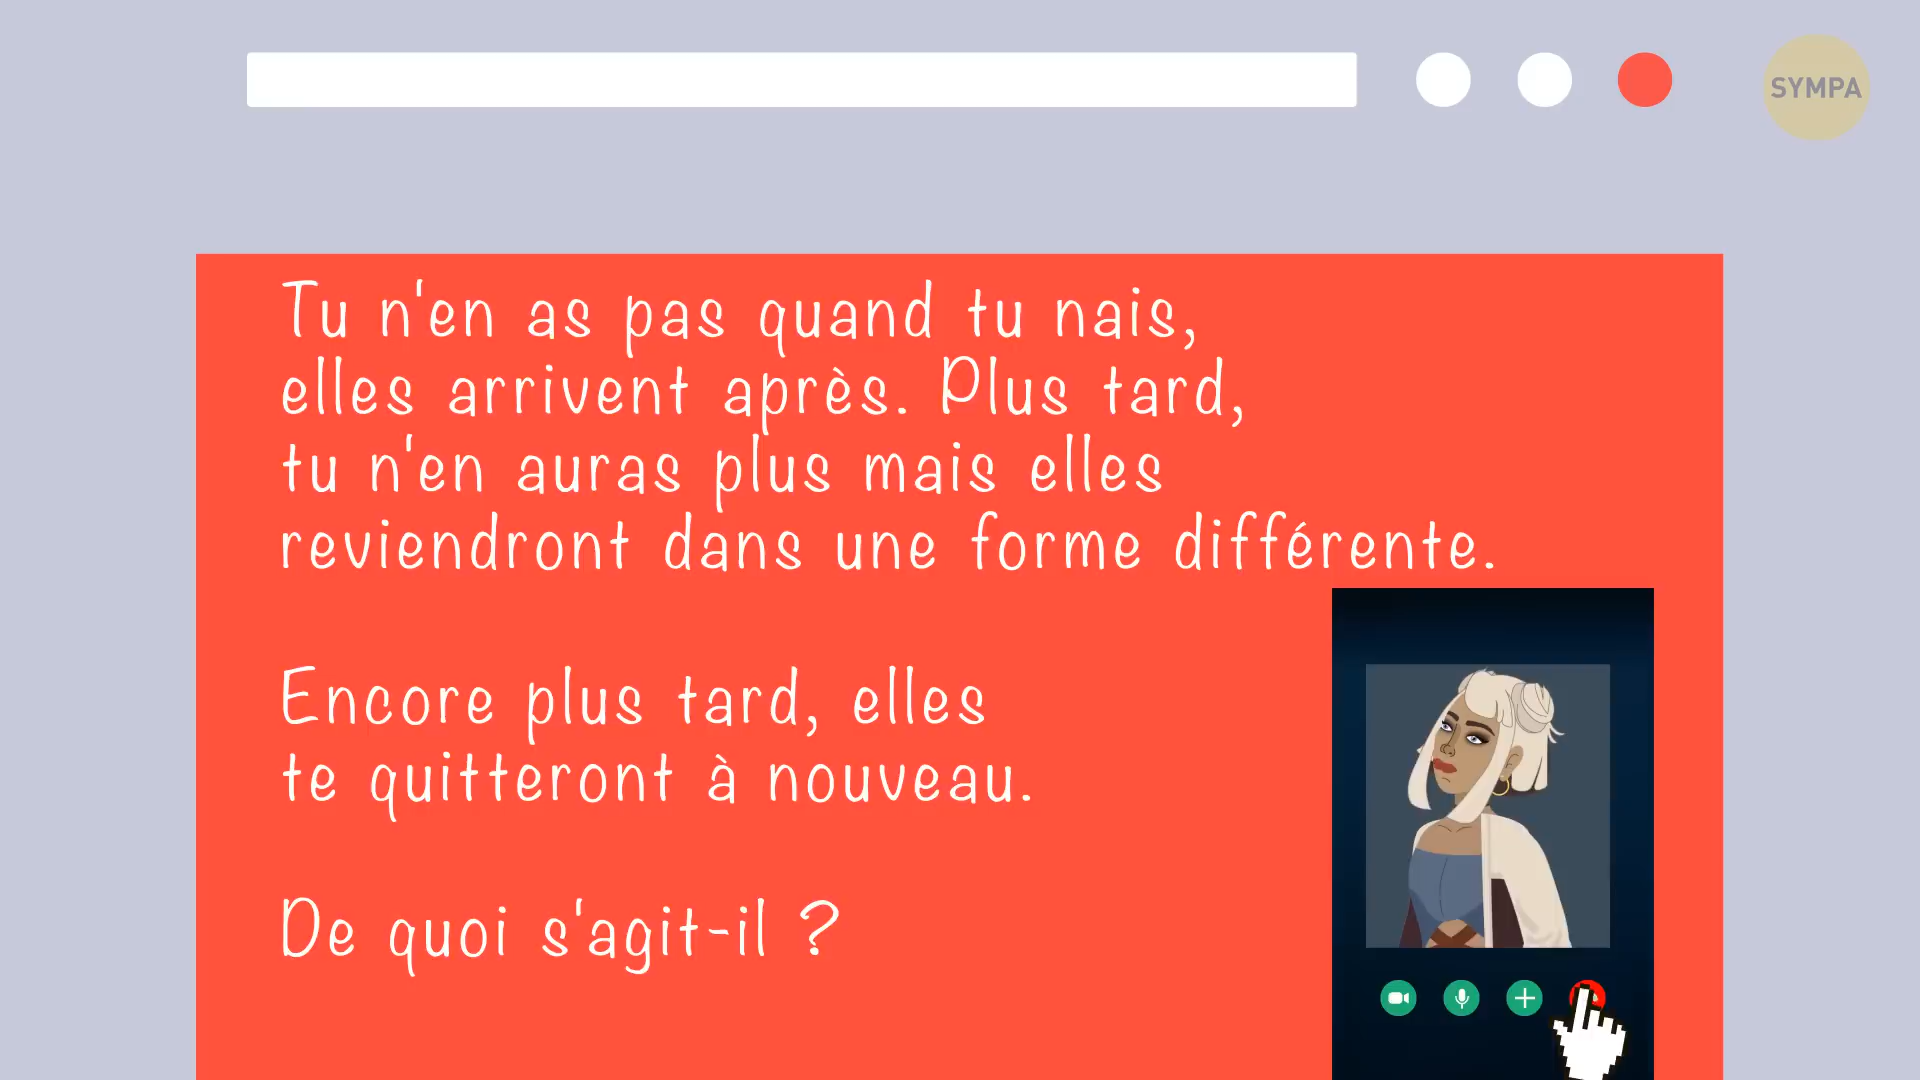 SYMPA
Tu n'en as pas quand tu nais,
elles arrivent après. Plus tard,
tu n'en auras plus mais elles
reviendront dans une forme différente.
Encore plus tard, elles
te quitteront à nouveau.
De quoi s'agit-il ?